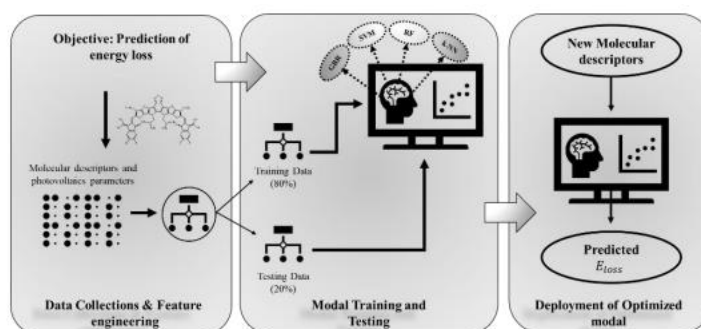 Objective: Prediction of
energy loss
Molecular descriptors and
photovoltaics parameters
Data Collections & Feature
engineering
GBR
SVM
RF
k-NN
Training Data
(80%)
Testing Data
(20%)
Modal Training and
Testing
New Molecular
descriptors
Predicted
E_loss
Deployment of Optimized
modal